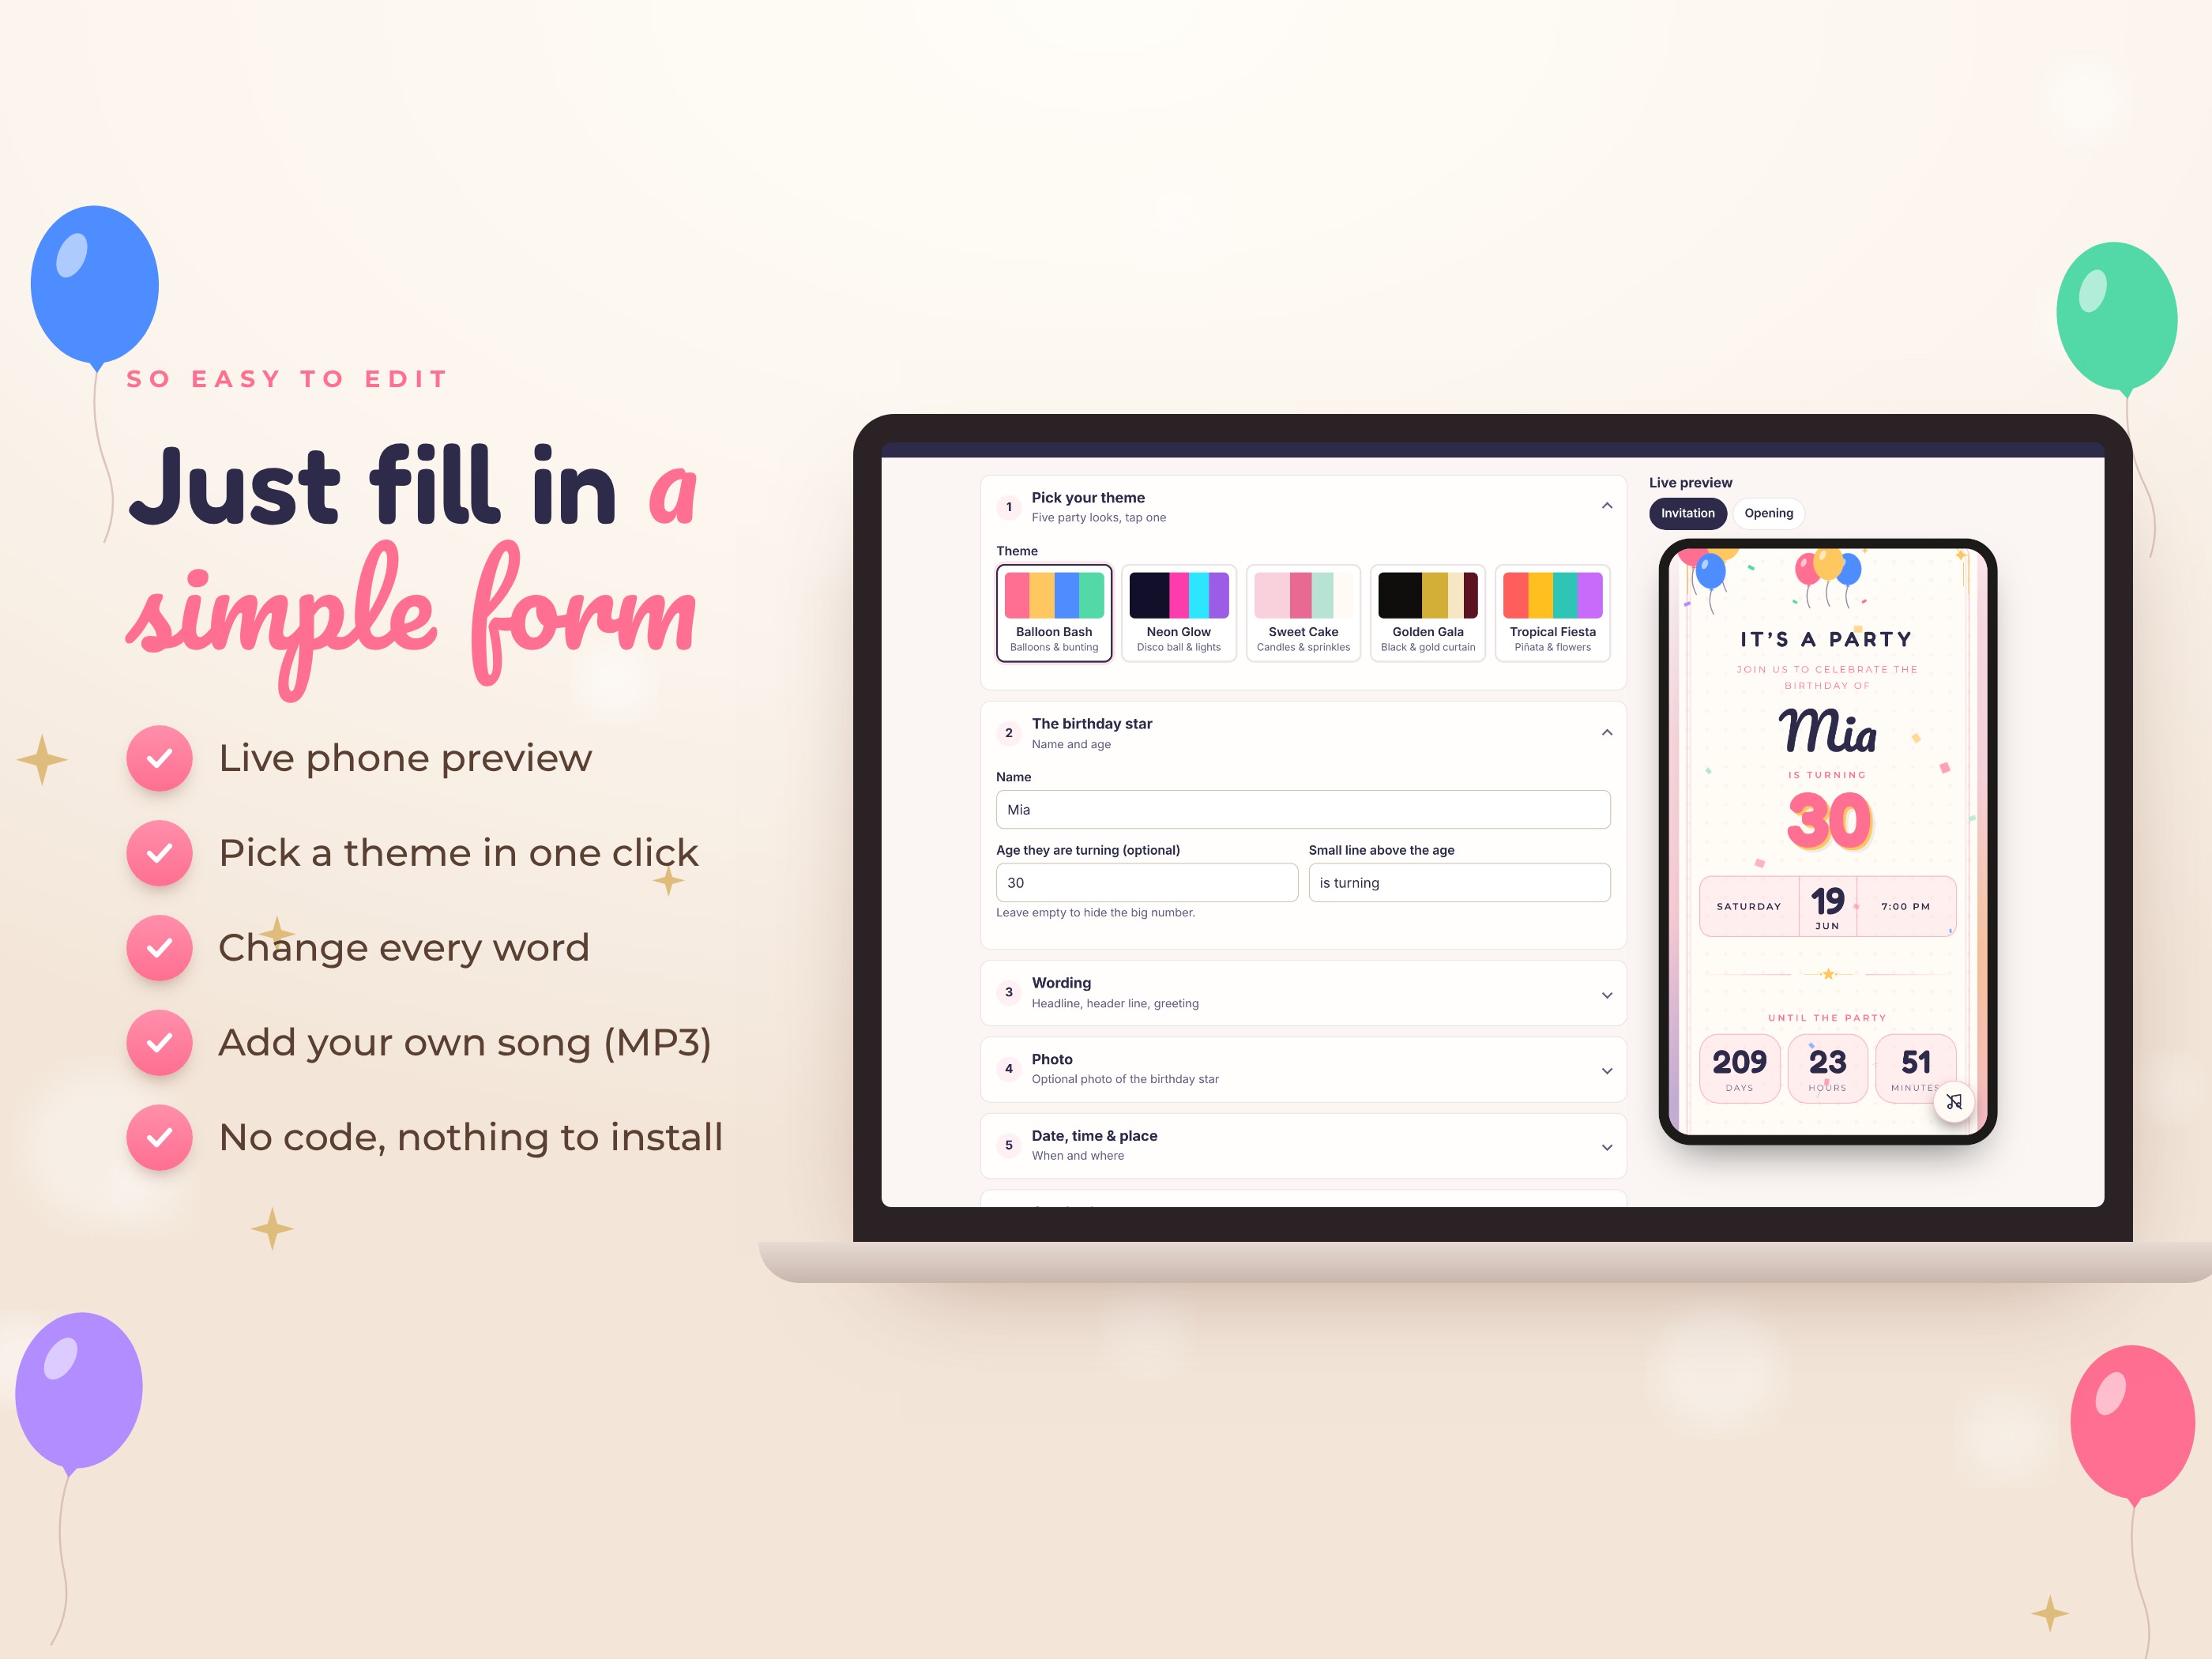 SO EASY TO EDIT
Just fill in a
simple form
Live phone preview
Pick a theme in one click
Change every word
Add your own song (MP3)
No code, nothing to install
1
Pick your theme
Five party looks, tap one
Theme
Balloon Bash
Balloons & bunting
Neon Glow
Disco ball & lights
Sweet Cake
Candles & sprinkles
Golden Gala
Black & gold curtain
Tropical Fiesta
Piñata & flowers
2
The birthday star
Name and age
Name
Mia
Age they are turning (optional)
Small line above the age
30
is turning
Leave empty to hide the big number.
3
Wording
Headline, header line, greeting
4
Photo
Optional photo of the birthday star
5
Date, time & place
When and where
Live preview
Invitation
Opening
IT'S A PARTY
JOIN US TO CELEBRATE THE
BIRTHDAY OF
Mia
IS TURNING
30
SATURDAY
19
JUN
7:00 PM
UNTIL THE PARTY
209
DAYS
23
HOURS
51
MINUTES